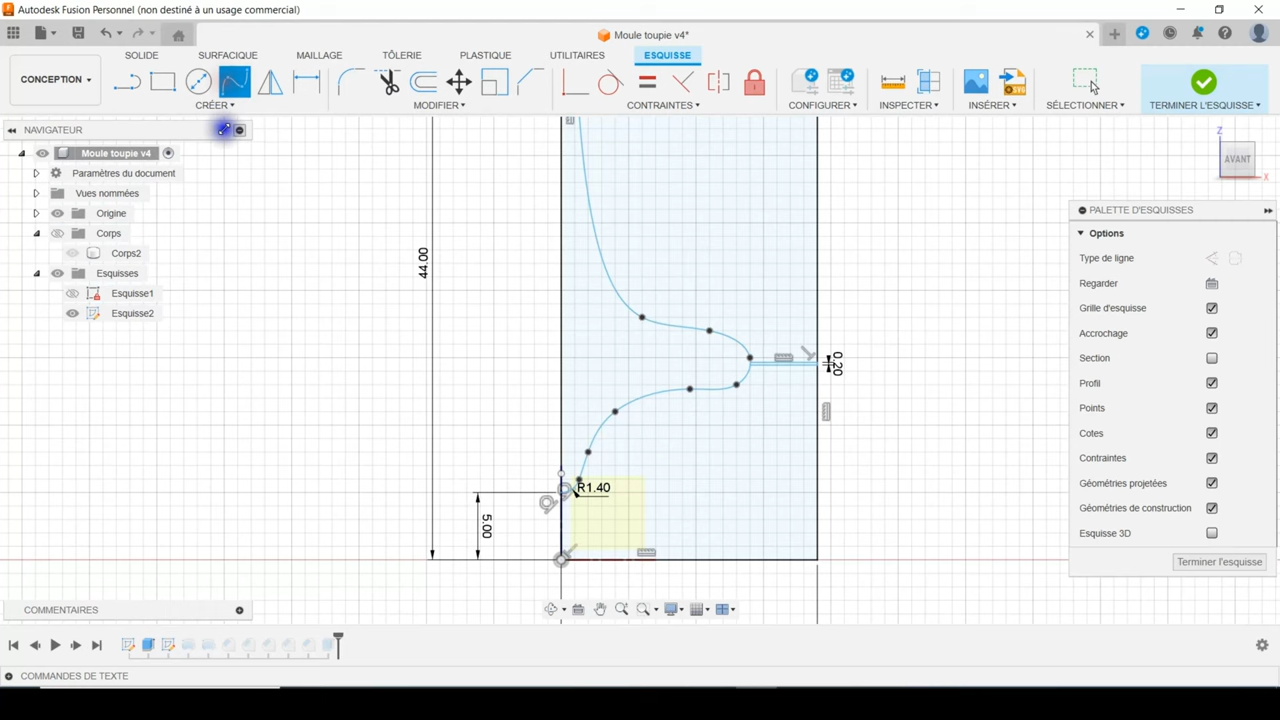 Autodesk Fusion Personnel (non destiné à un usage commercial)
Moule toupie v4*
SOLIDE
SURFACIQUE
MAILLAGE
TÔLERIE
PLASTIQUE
UTILITAIRES
ESQUISSE
CONCEPTION
CRÉER
MODIFIER
CONTRAINTES
CONFIGURER
INSPECTER
INSÉRER
SÉLECTIONNER
TERMINER L'ESQUISSE
NAVIGATEUR
Moule toupie v4
Paramètres du document
Vues nommées
Origine
Corps
Corps2
Esquisses
Esquisse1
Esquisse2
44.00
5.00
R1.40
0.20
Z
AVANT
X
PALETTE D'ESQUISSES
Options
Type de ligne
Regarder
Grille d'esquisse
Accrochage
Section
Profil
Points
Cotes
Contraintes
Géométries projetées
Géométries de construction
Esquisse 3D
Terminer l'esquisse
COMMENTAIRES
COMMANDES DE TEXTE